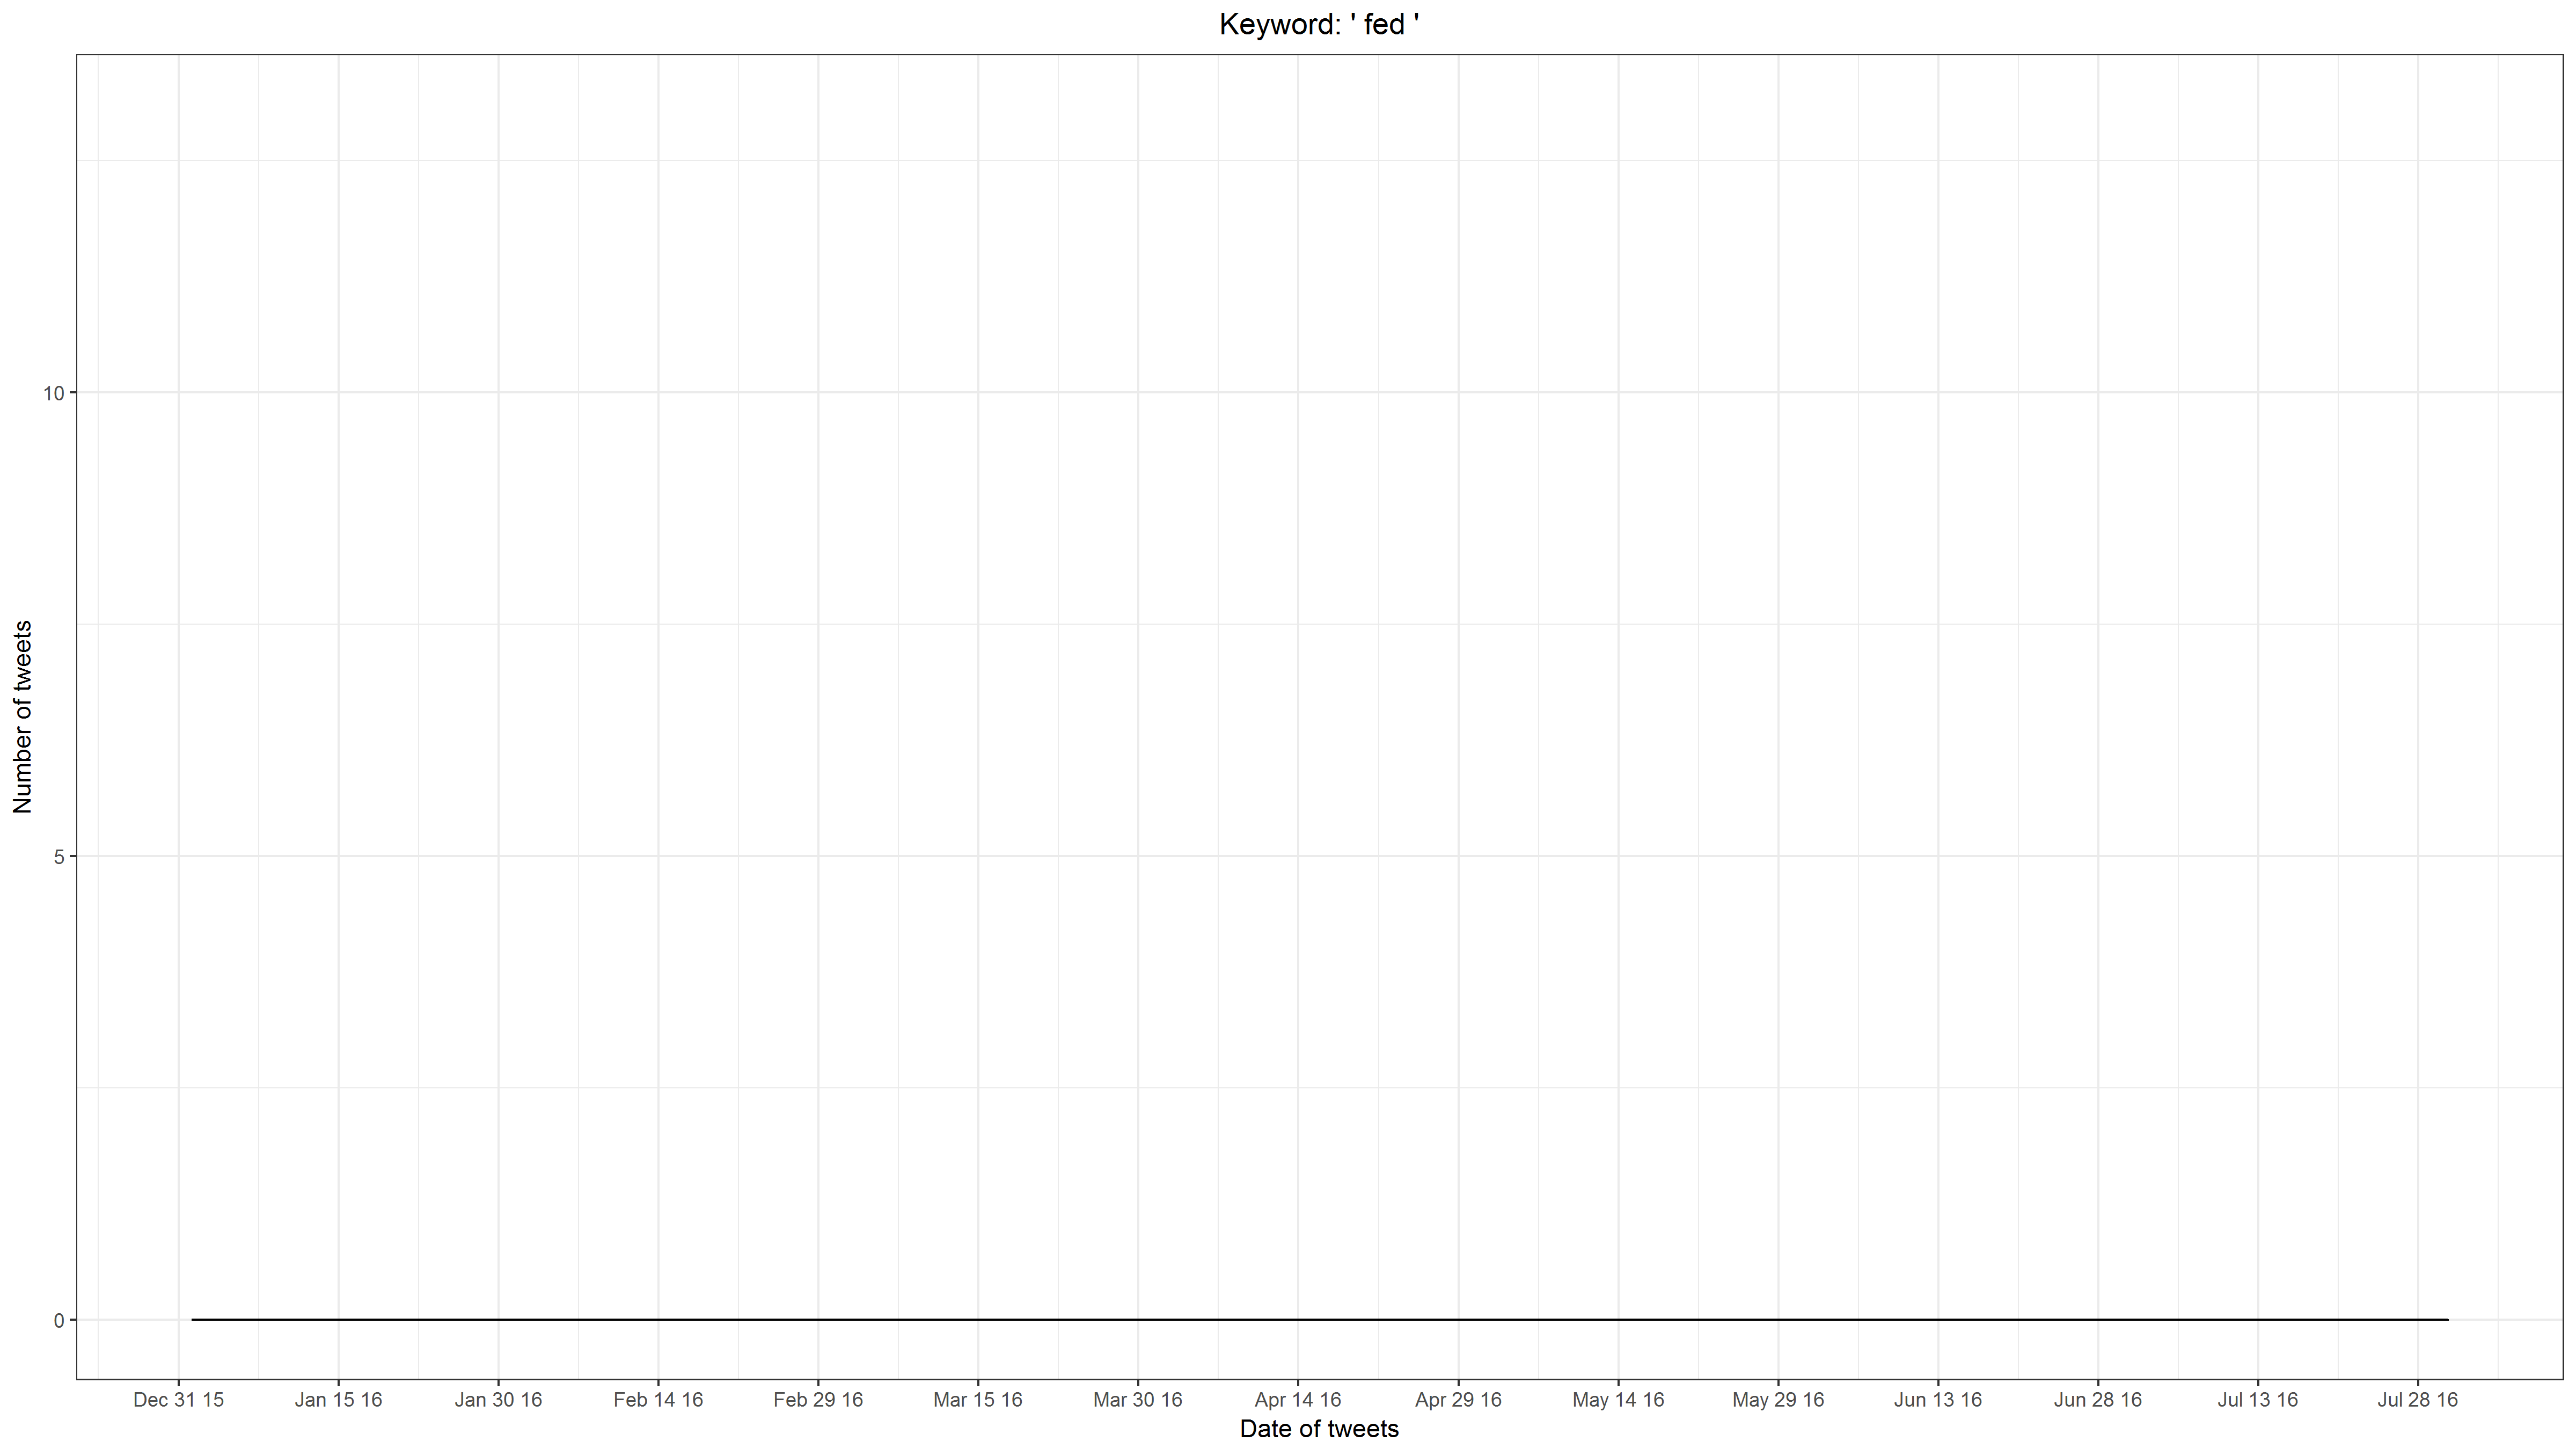 Keyword: ' fed '
Number of tweets
10
5
0
Dec 31 15 Jan 15 16 Jan 30 16 Feb 14 16 Feb 29 16 Mar 15 16 Mar 30 16 Apr 14 16 Apr 29 16 May 14 16 May 29 16 Jun 13 16 Jun 28 16 Jul 13 16 Jul 28 16
Date of tweets